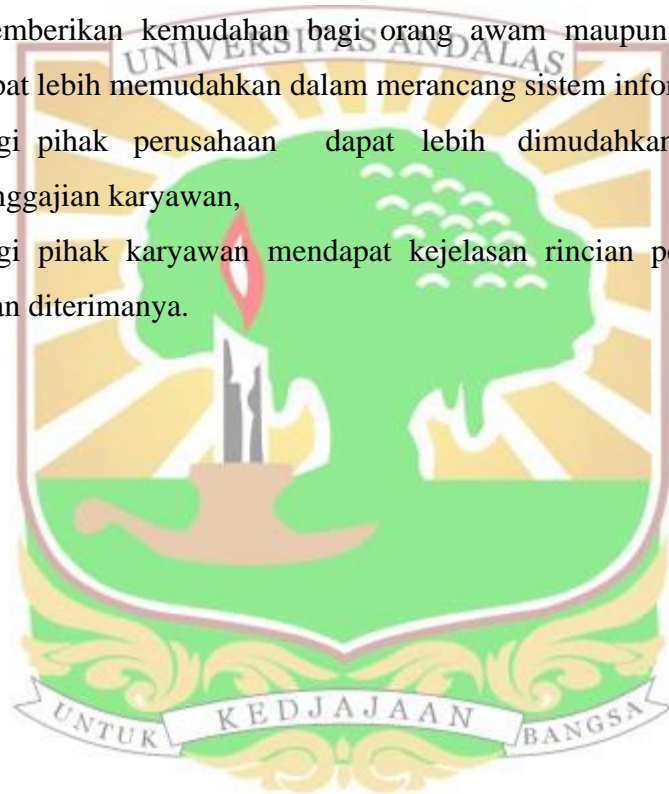 emberikan kemudahan bagi orang awam maupun
UNIVERSITAS ANDALAS
pat lebih memudahkan dalam merancang sistem infor
gi pihak perusahaan dapat lebih dimudahkan
nggajian karyawan,
gi pihak karyawan mendapat kejelasan rincian pe
an diterimanya.
UNTUK KEDJAJAAN BANGSA